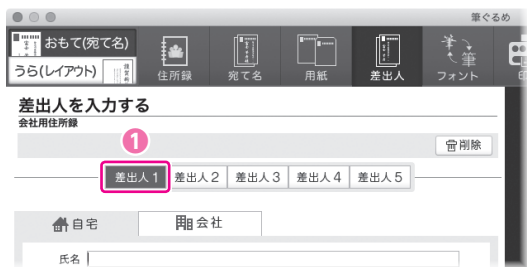 筆ぐるめ
おもて(宛て名)
うら(レイアウト)
住所録 宛て名 用紙 差出人 フォント
差出人を入力する
会社用住所録
1
削除
差出人1 差出人2 差出人3 差出人4 差出人5
自宅 会社
氏名